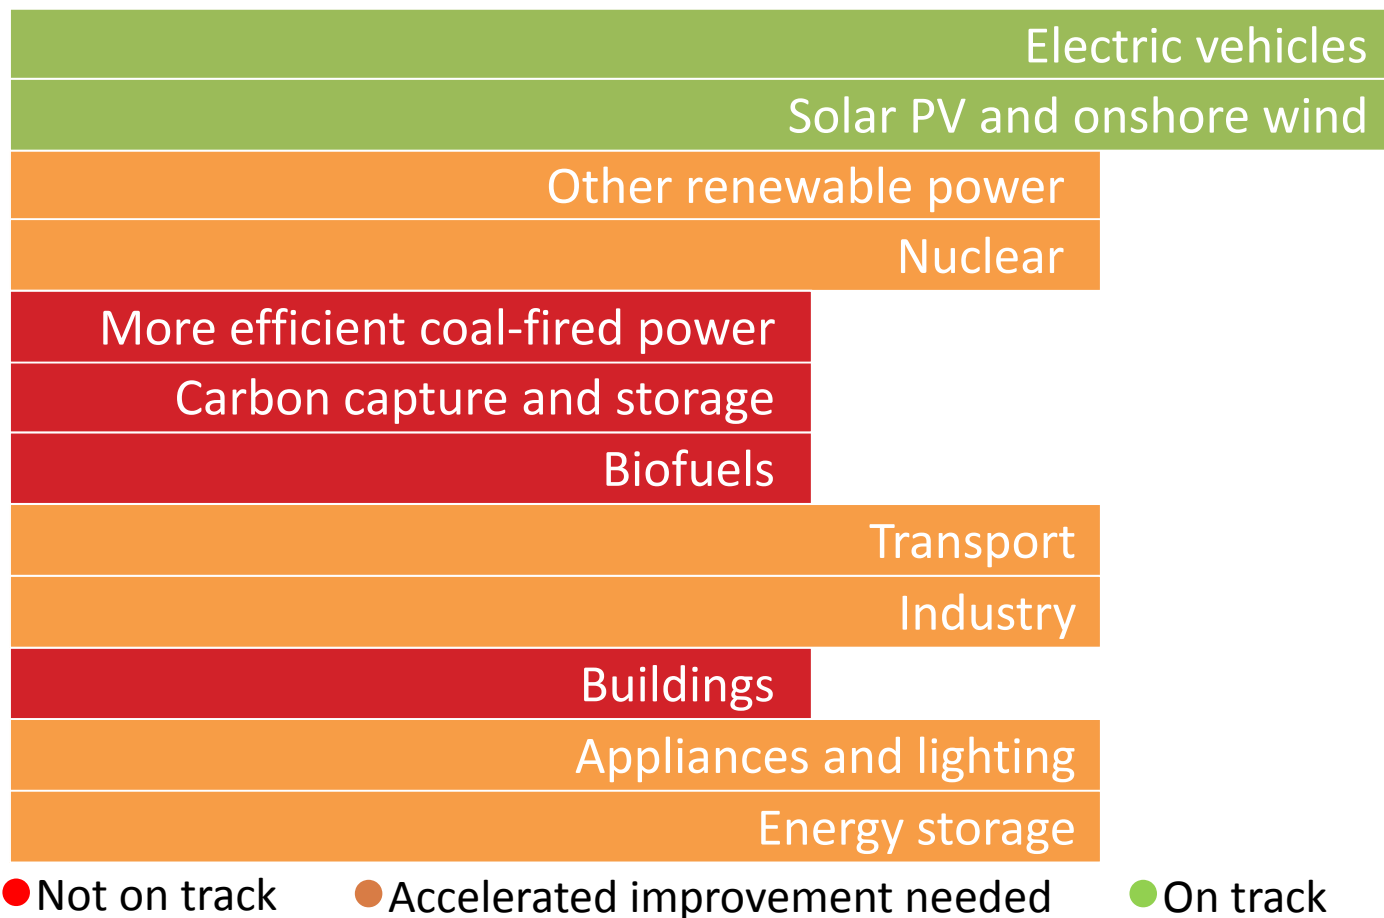 Electric vehicles
Solar PV and onshore wind
Other renewable power
Nuclear
More efficient coal-fired power
Carbon capture and storage
Biofuels
Transport
Industry
Buildings
Appliances and lighting
Energy storage
Not on track
Accelerated improvement needed
On track